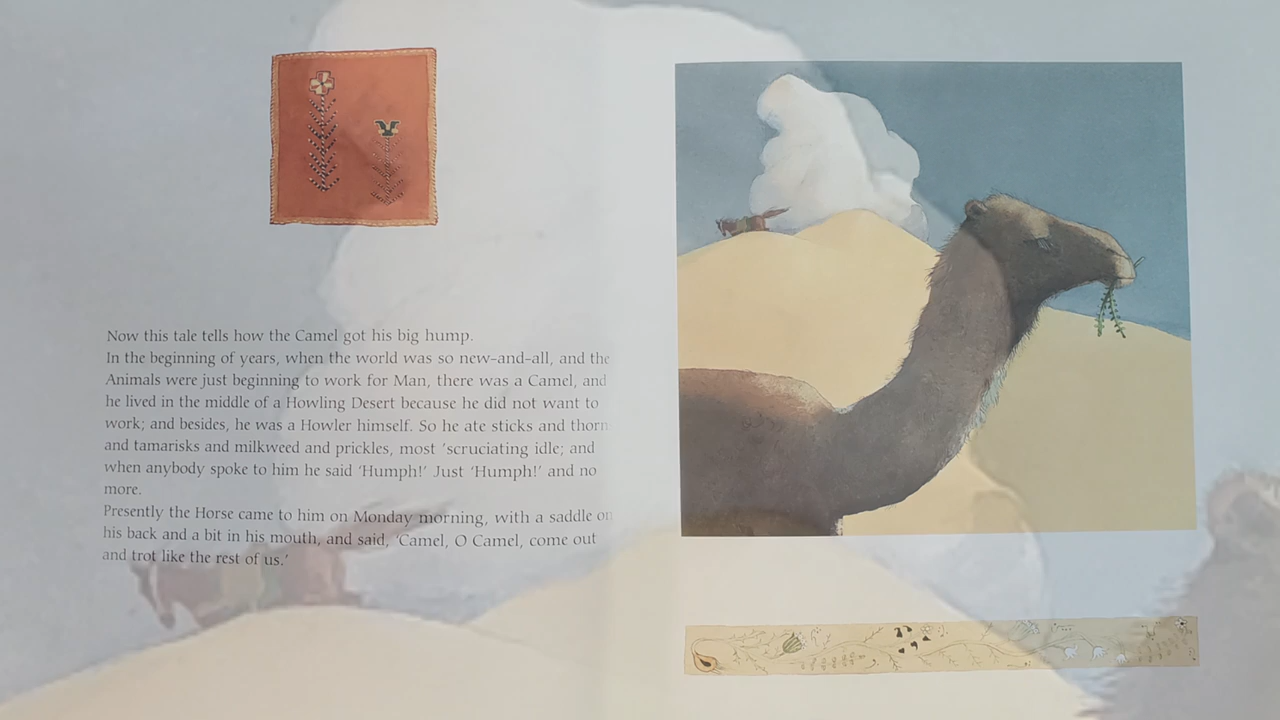 Now this tale tells how the Camel got his big hump.
In the beginning of years, when the world was so new-and-all, and the
Animals were just beginning to work for Man, there was a Camel, and
he lived in the middle of a Howling Desert because he did not want to
work; and besides, he was a Howler himself. So he ate sticks and thorn
and tamarisks and milkweed and prickles, most 'scruciating idle; and
when anybody spoke to him he said 'Humph!' Just 'Humph!' and no
more.
Presently the Horse came to him on Monday morning, with a saddle on
his back and a bit in his mouth, and said, 'Camel, O Camel, come out
and trot like the rest of us.'